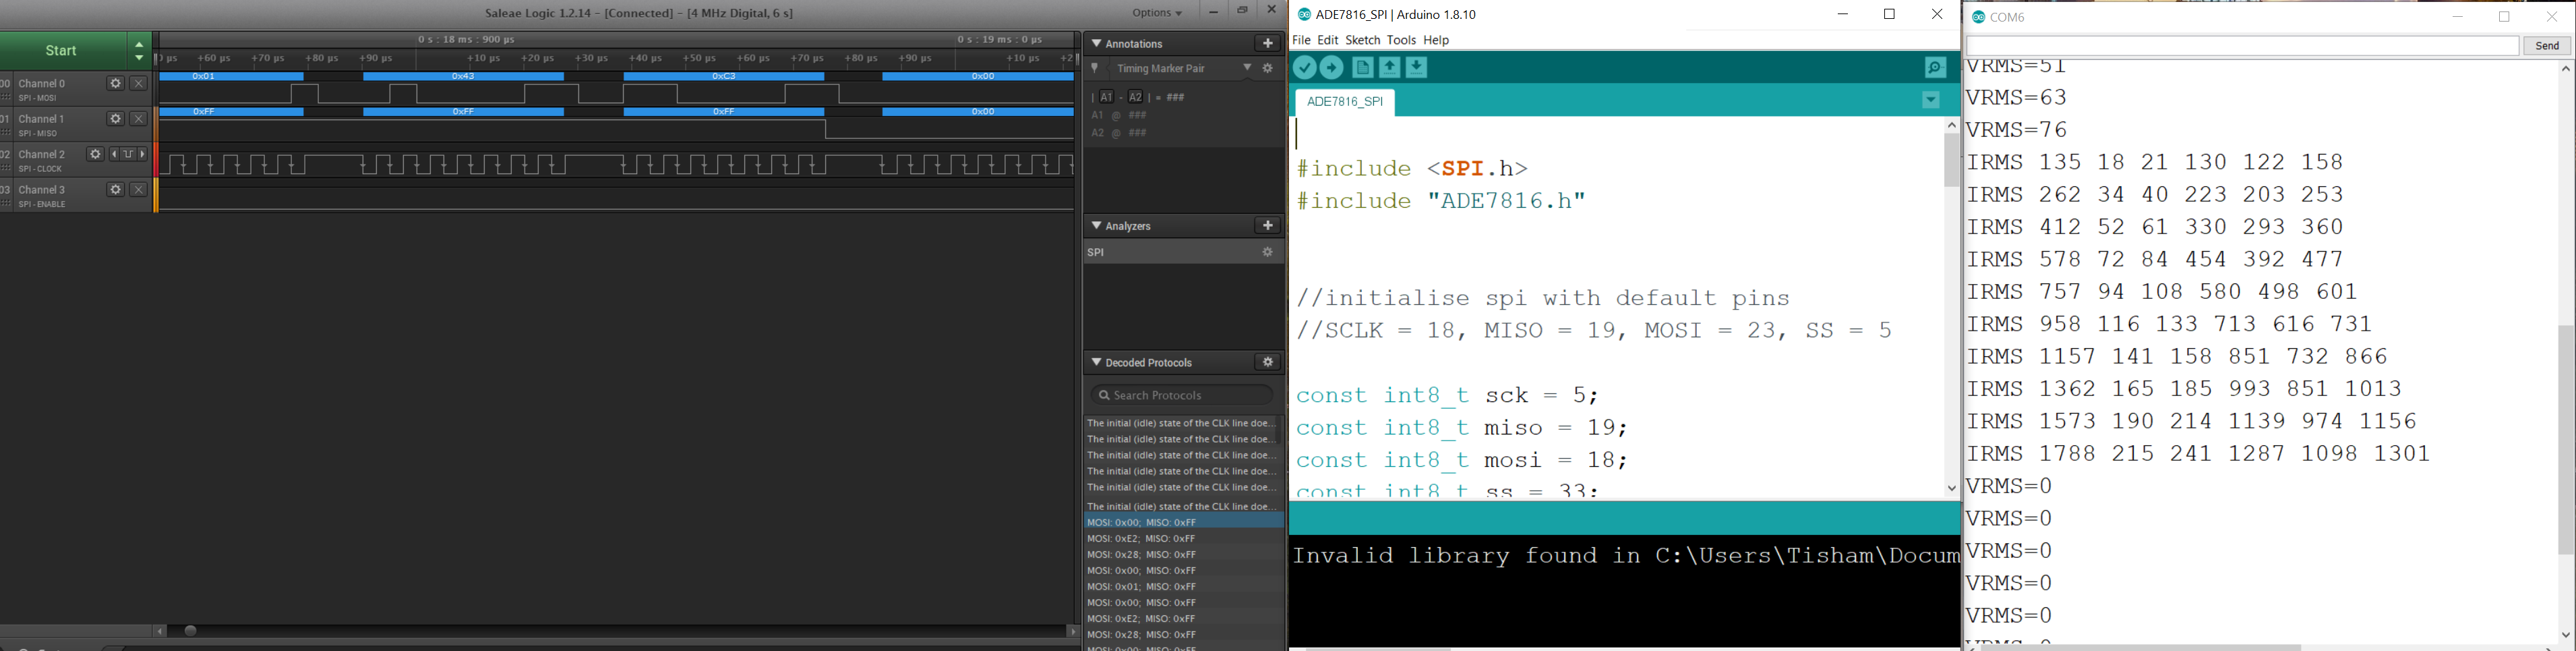 Saleae Logic 1.2.14 - [Connected] - [4 MHz Digital, 6 s]
Options
Start
0 s : 18 ms : 900 µs
0 s : 19 ms : 0 µs
+60 µs +70 µs +80 µs +90 µs +10 µs +20 µs +30 µs +40 µs +50 µs +60 µs +70 µs +80 µs +90 µs +10 µs
00 Channel 0
SPI - MOSI
0x01 0x43 0xC3 0x00
01 Channel 1
SPI - MISO
0xFF 0xFF 0xFF 0x00
02 Channel 2
SPI - CLOCK
03 Channel 3
SPI - ENABLE
Annotations
Timing Marker Pair
| A1 - A2 | = ###
A1 @ ###
A2 @ ###
Analyzers
SPI
Decoded Protocols
Search Protocols
The initial (idle) state of the CLK line doe...
The initial (idle) state of the CLK line doe...
The initial (idle) state of the CLK line doe...
The initial (idle) state of the CLK line doe...
The initial (idle) state of the CLK line doe...
The initial (idle) state of the CLK line doe...
MOSI: 0x00; MISO: 0xFF
MOSI: 0xE2; MISO: 0xFF
MOSI: 0x28; MISO: 0xFF
MOSI: 0x00; MISO: 0xFF
MOSI: 0x01; MISO: 0xFF
MOSI: 0x00; MISO: 0xFF
MOSI: 0xE2; MISO: 0xFF
MOSI: 0x28; MISO: 0xFF
MOSI: 0x00; MISO: 0xFF
ADE7816_SPI | Arduino 1.8.10
File Edit Sketch Tools Help
ADE7816_SPI
#include <SPI.h>
#include "ADE7816.h"
//initialise spi with default pins
//SCLK = 18, MISO = 19, MOSI = 23, SS = 5
const int8_t sck = 5;
const int8_t miso = 19;
const int8_t mosi = 18;
const int8_t ss = 33;
Invalid library found in C:\Users\Tisham\Docum
COM6
Send
VRMS=51
VRMS=63
VRMS=76
IRMS 135 18 21 130 122 158
IRMS 262 34 40 223 203 253
IRMS 412 52 61 330 293 360
IRMS 578 72 84 454 392 477
IRMS 757 94 108 580 498 601
IRMS 958 116 133 713 616 731
IRMS 1157 141 158 851 732 866
IRMS 1362 165 185 993 851 1013
IRMS 1573 190 214 1139 974 1156
IRMS 1788 215 241 1287 1098 1301
VRMS=0
VRMS=0
VRMS=0
VRMS=0
VRMS=0